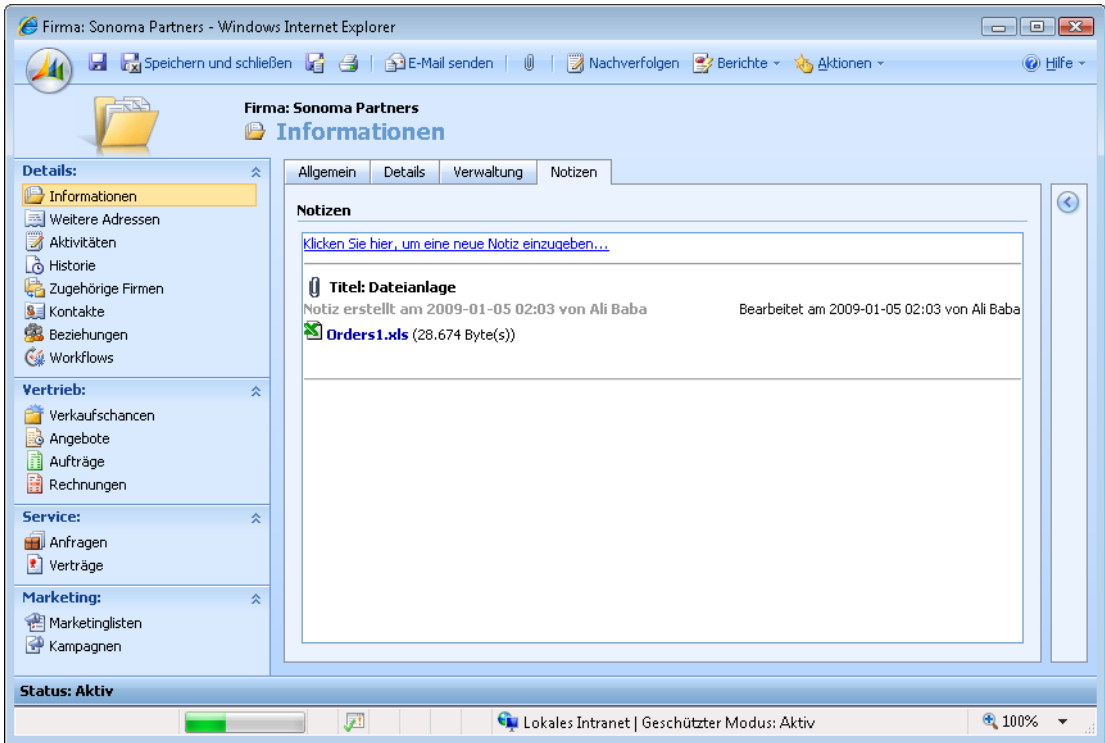 Firma: Sonoma Partners - Windows Internet Explorer
Speichern und schließen E-Mail senden Nachverfolgen Berichte Aktionen Hilfe
Firma: Sonoma Partners
Informationen
Details:
Informationen
Weitere Adressen
Aktivitäten
Historie
Zugehörige Firmen
Kontakte
Beziehungen
Workflows
Vertrieb:
Verkaufschancen
Angebote
Aufträge
Rechnungen
Service:
Anfragen
Verträge
Marketing:
Marketinglisten
Kampagnen
Allgemein Details Verwaltung Notizen
Notizen
Klicken Sie hier, um eine neue Notiz einzugeben...
Titel: Dateianlage
Notiz erstellt am 2009-01-05 02:03 von Ali Baba Bearbeitet am 2009-01-05 02:03 von Ali Baba
Orders1.xls (28.674 Byte(s))
Status: Aktiv
Lokales Intranet | Geschützter Modus: Aktiv 100%